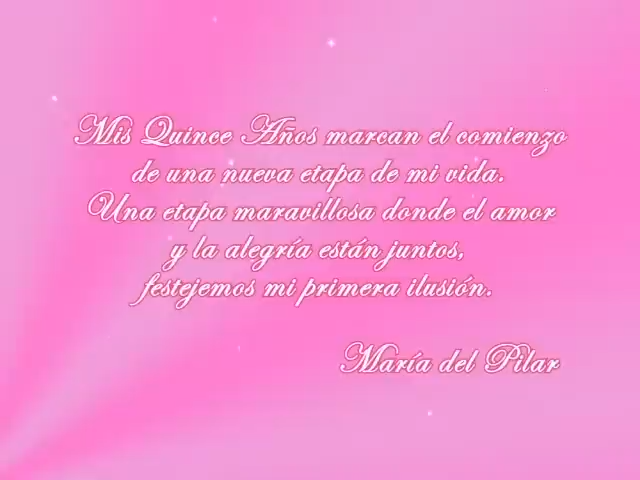 Mis Quince Años marcan el comienzo
de una nueva etapa de mi vida.
Una etapa maravillosa donde el amor
y la alegría están juntos,
festejemos mi primera ilusión.
María del Pilar